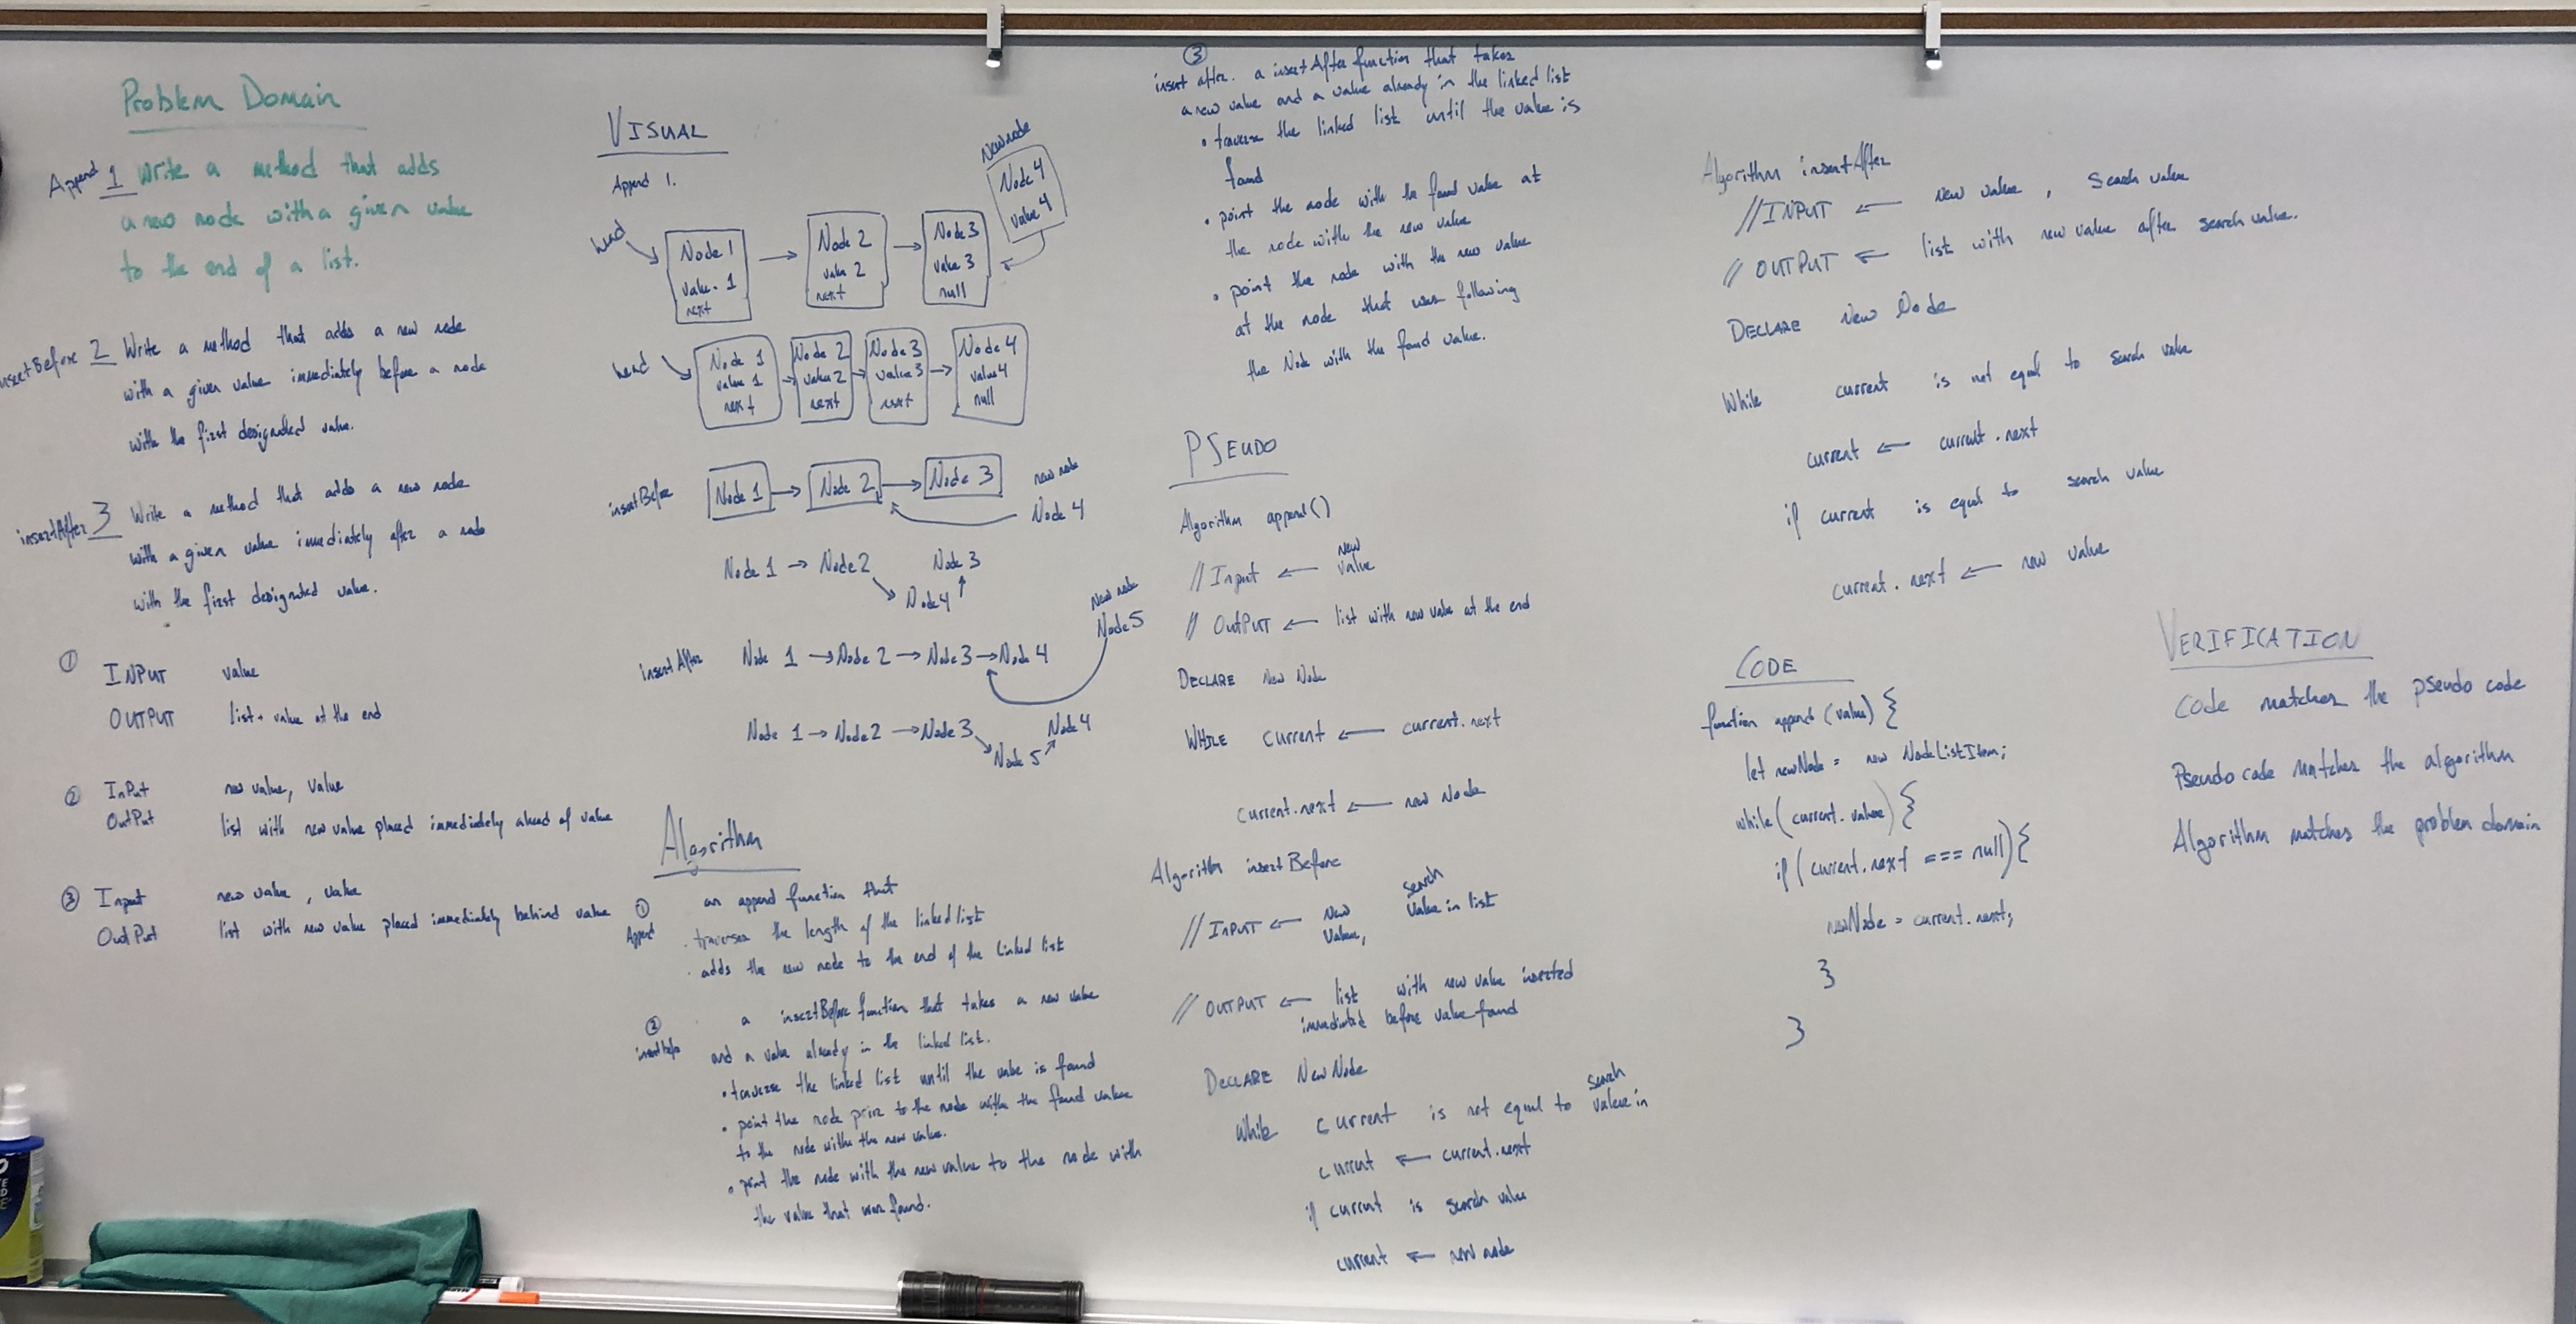 Problem Domain
Append 1 Write a method that adds
a new node with a given value
to the end of a list.
insertBefore 2 Write a method that adds a new node
with a given value immediately before a node
with the first designated value.
insertAfter 3 Write a method that adds a new node
with a given value immediately after a node
with the first designated value.
①
INPUT value
OUTPUT list + value at the end
② InPut new value, Value
OutPut list with new value placed immediately ahead of value
③ Input new value, value
OutPut list with new value placed immediately behind value
VISUAL
Append 1.
New node
Node 4
value 4
head
Node 1
value 1
next
Node 2
value 2
next
Node 3
value 3
null
head
Node 1
value 1
next
Node 2
value 2
next
Node 3
value 3
next
Node 4
value 4
null
insertBefore Node 1 → Node 2 → Node 3
new node
Node 4
Node 1 → Node 2 Node 3
Node 4
New node
Node 5
insertAfter Node 1 → Node 2 → Node 3 → Node 4
Node 1 → Node 2 → Node 3 Node 4
Node 5
Algorithm
① Append
an append function that
· traverses the length of the linked list
· adds the new node to the end of the linked list
②
a insertBefore function that takes a new value
and a value already in the linked list.
• traverse the linked list until the value is found
• point the node prior to the node with the found value
to the node with the new value.
• point the node with the new value to the node with
the value that was found.
③
insert after. a insertAfter function that takes
a new value and a value already in the linked list
• traverse the linked list until the value is
found
• point the node with the found value at
the node with the new value
• point the node with the new value
at the node that was following
the Node with the found value.
PSEUDO
Algorithm append()
// Input ← New Value
// OutPUT ← list with new value at the end
DECLARE New Node
WHILE current ← current.next
current.next ← new Node
Algorithm insertBefore
// INPUT ← New Value, Search Value in list
// OUTPUT ← list with new value inserted
before value found
DECLARE New Node
While current is not equal to search value in
current ← current.next
if current is search value
current ← new node
Algorithm insertAfter
// INPUT ← new value, Search value
// OUTPUT ← list with new value after search value.
DECLARE New Node
While current is not equal to search value
current ← current.next
if current is equal to search value
current.next ← new value
CODE
function append (value) {
let newNode = new NodeListItem;
while (current.value) {
if (current.next === null) {
newNode = current.next;
}
}
VERIFICATION
Code matches the pseudo code
Pseudo code matches the algorithm
Algorithm matches the problem domain